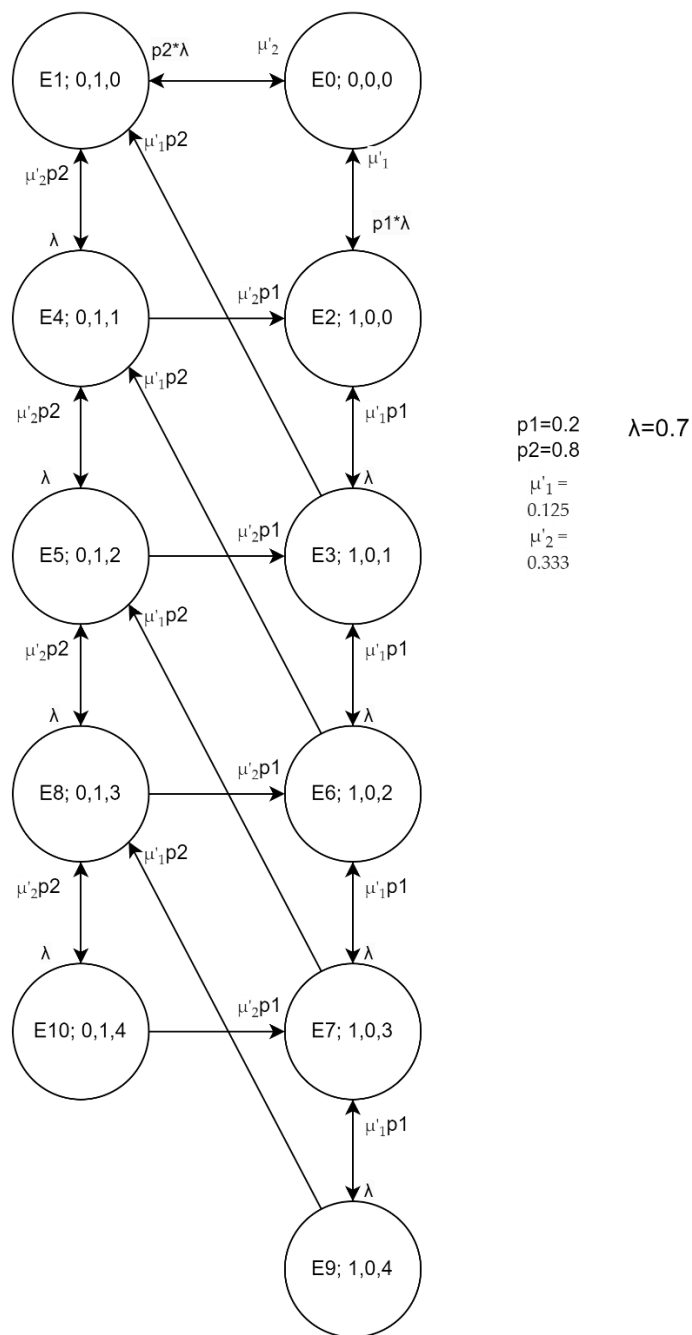 p2*λ
μ'2
E1; 0,1,0
E0; 0,0,0
μ'1p2
μ'1
μ'2p2
p1*λ
λ
μ'2p1
E4; 0,1,1
E2; 1,0,0
μ'1p2
μ'2p2
μ'1p1
p1=0.2
λ=0.7
p2=0.8
λ
λ
μ'1 =
0.125
μ'2p1
μ'2 =
E5; 0,1,2
E3; 1,0,1
0.333
μ'1p2
μ'2p2
μ'1p1
λ
λ
μ'2p1
E8; 0,1,3
E6; 1,0,2
μ'1p2
μ'2p2
μ'1p1
λ
λ
μ'2p1
E10; 0,1,4
E7; 1,0,3
μ'1p1
λ
E9; 1,0,4